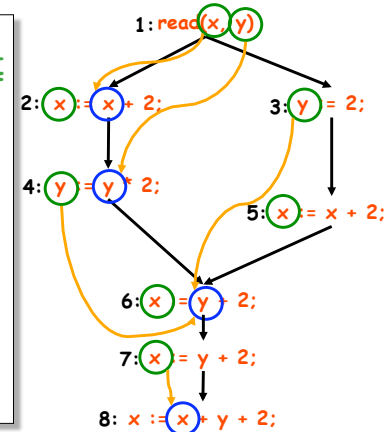 1: read(x, y)
2: x := x + 2;
3: y = 2;
4: y := y * 2;
5: x := x + 2;
6: x = y + 2;
7: x := y + 2;
8: x := x + y + 2;